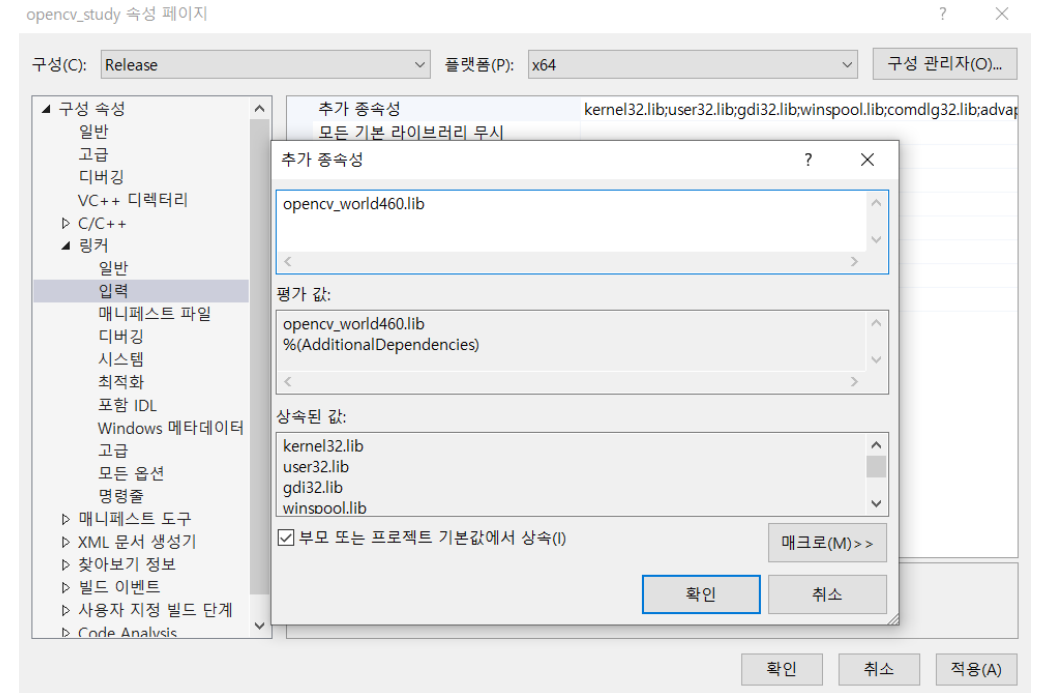 opencv_study 속성 페이지
구성(C): Release 플랫폼(P): x64 구성 관리자(O)...
구성 속성
일반
고급
디버깅
VC++ 디렉터리
C/C++
링커
일반
입력
매니페스트 파일
디버깅
시스템
최적화
포함 IDL
Windows 메타데이터
고급
모든 옵션
명령줄
매니페스트 도구
XML 문서 생성기
찾아보기 정보
빌드 이벤트
사용자 지정 빌드 단계
Code Analysis
추가 종속성 kernel32.lib;user32.lib;gdi32.lib;winspool.lib;comdlg32.lib;advap
모든 기본 라이브러리 무시
추가 종속성
opencv_world460.lib
평가 값:
opencv_world460.lib
%(AdditionalDependencies)
상속된 값:
kernel32.lib
user32.lib
gdi32.lib
winspool.lib
부모 또는 프로젝트 기본값에서 상속(I)
매크로(M)>>
확인 취소
확인 취소 적용(A)